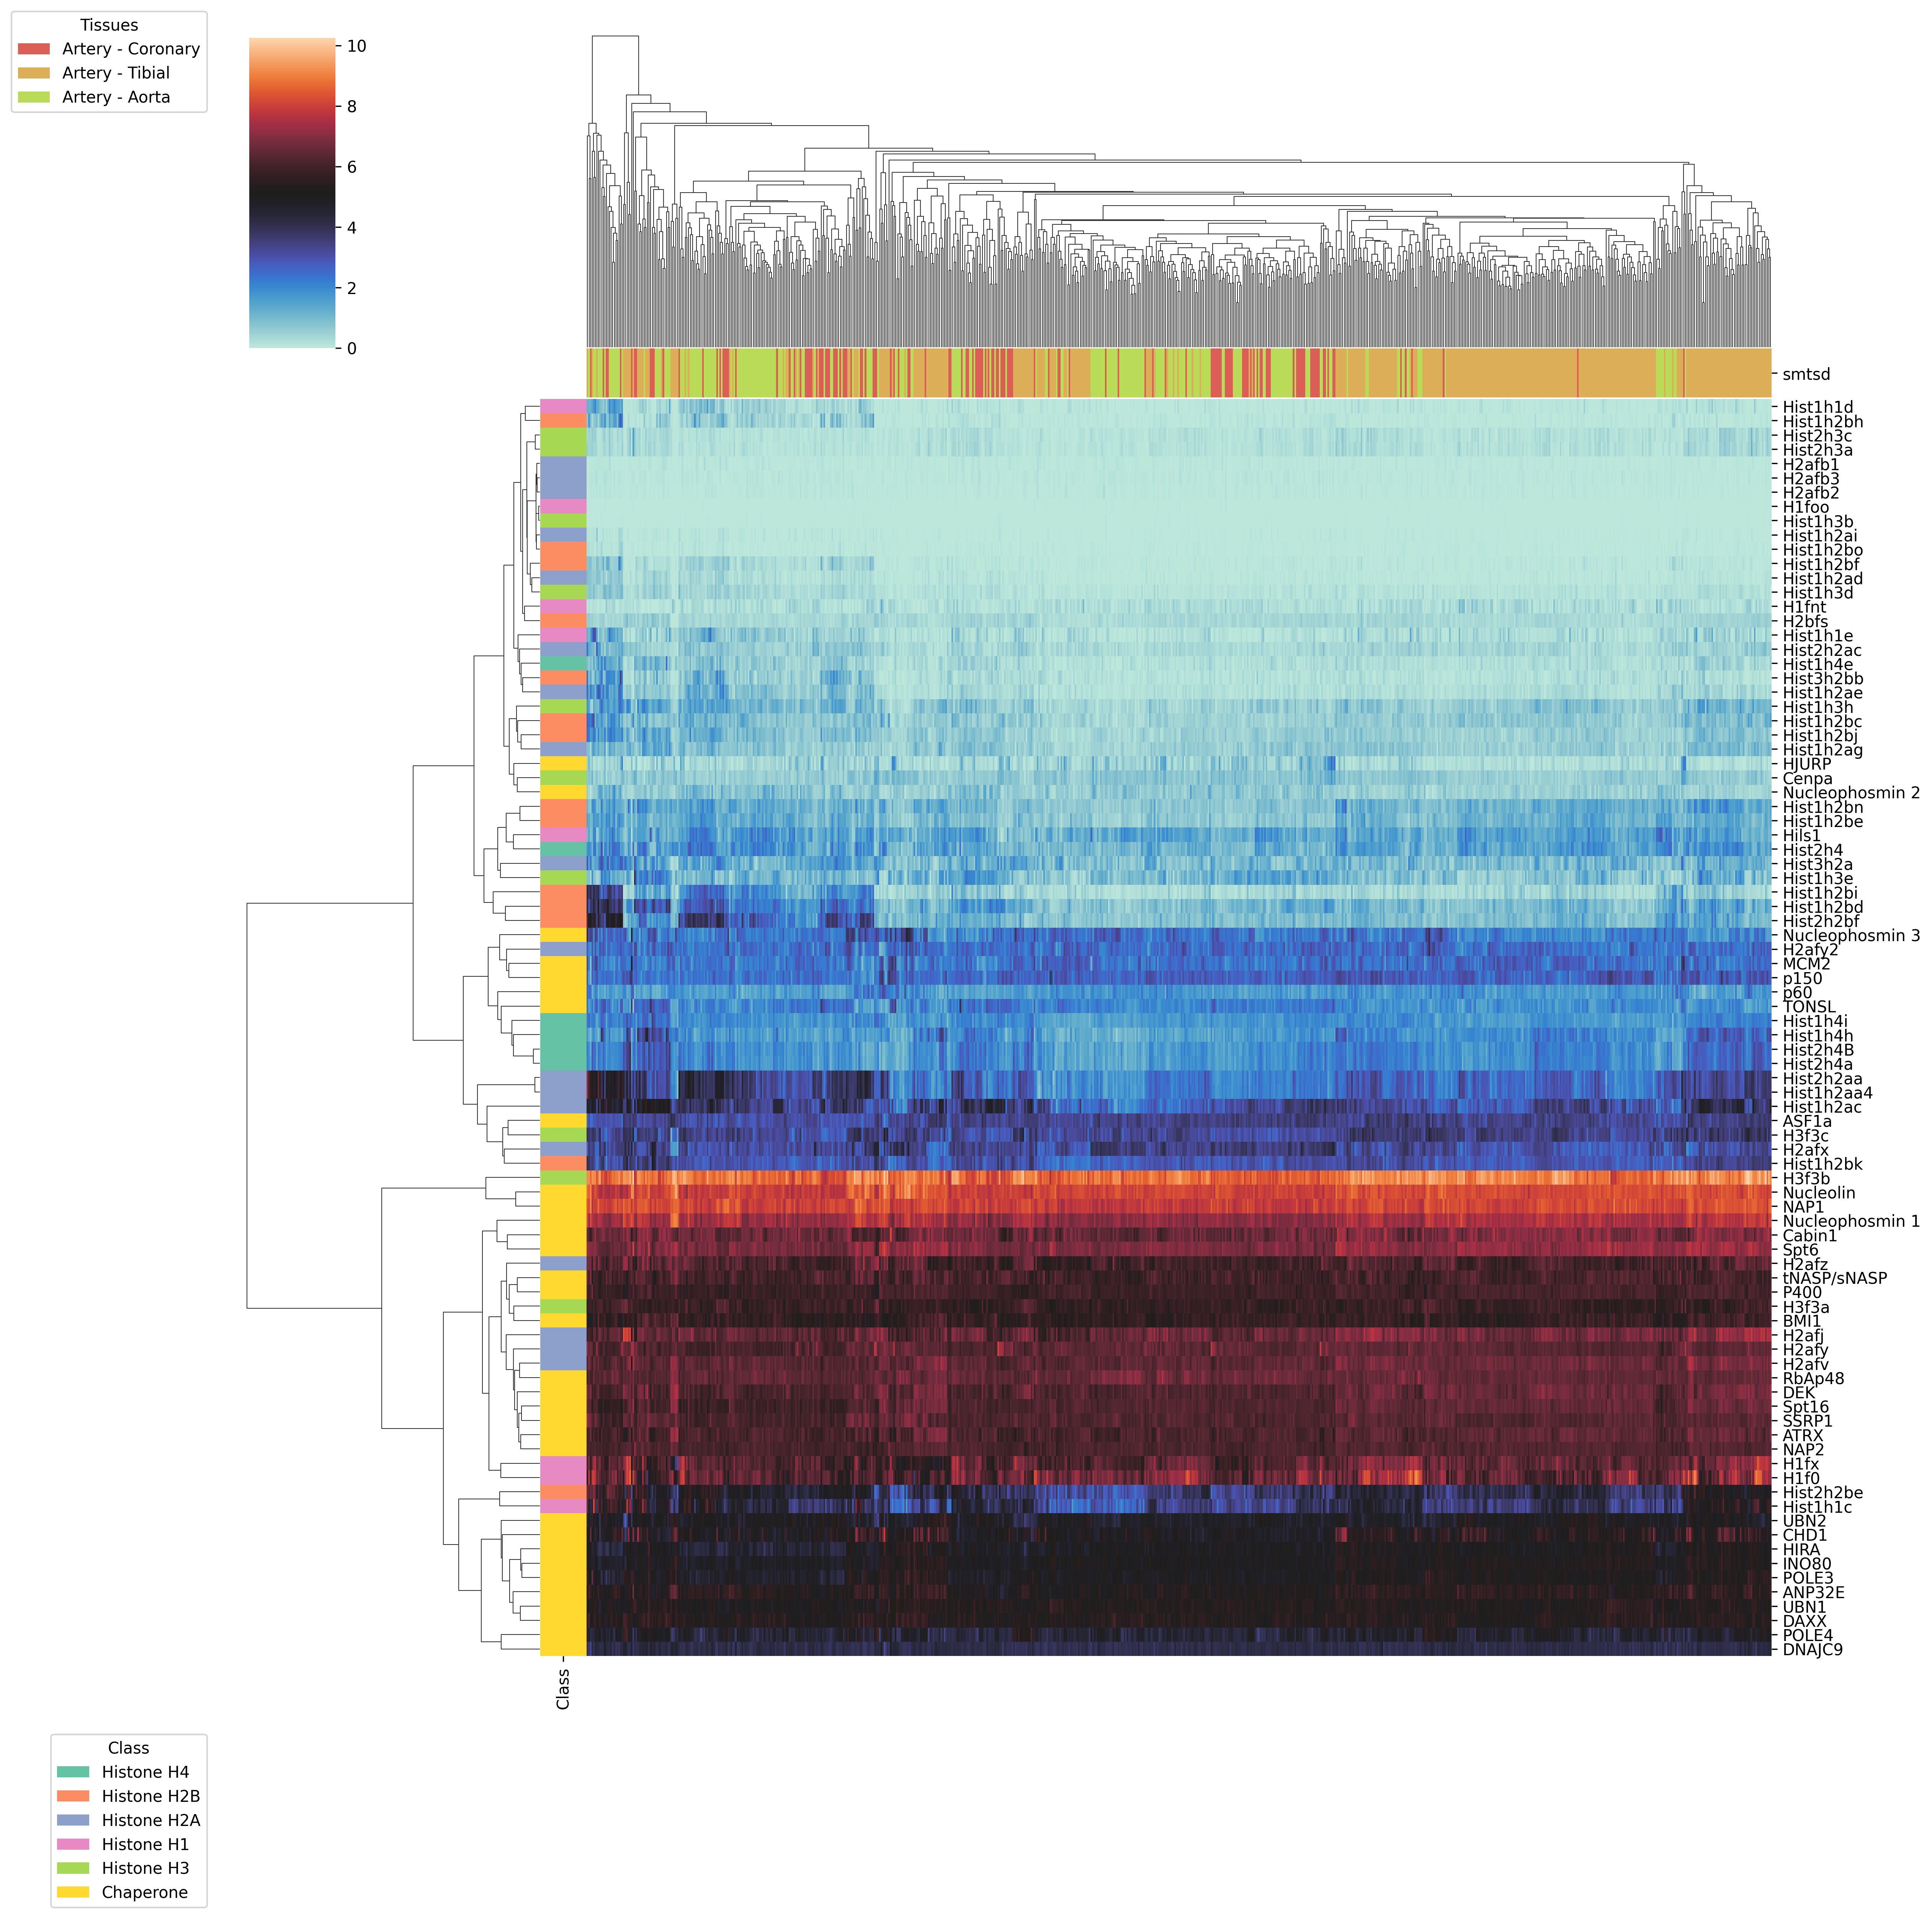 Tissues
Artery - Coronary
Artery - Tibial
Artery - Aorta
10
8
6
4
2
0
smtsd
Hist1h1d
Hist1h2bh
Hist2h3c
Hist2h3a
H2afb1
H2afb3
H2afb2
H1foo
Hist1h3b
Hist1h2ai
Hist1h2bo
Hist1h2bf
Hist1h2ad
Hist1h3d
H1fnt
H2bfs
Hist1h1e
Hist2h2ac
Hist1h4e
Hist3h2bb
Hist1h2ae
Hist1h3h
Hist1h2bc
Hist1h2bj
Hist1h2ag
HJURP
Cenpa
Nucleophosmin 2
Hist1h2bn
Hist1h2be
Hils1
Hist2h4
Hist3h2a
Hist1h3e
Hist1h2bi
Hist1h2bd
Hist2h2bf
Nucleophosmin 3
H2afy2
MCM2
p150
p60
TONSL
Hist1h4i
Hist1h4h
Hist2h4B
Hist2h4a
Hist2h2aa
Hist1h2aa4
Hist1h2ac
ASF1a
H3f3c
H2afx
Hist1h2bk
H3f3b
Nucleolin
NAP1
Nucleophosmin 1
Cabin1
Spt6
H2afz
tNASP/sNASP
P400
H3f3a
BMI1
H2afj
H2afy
H2afv
RbAp48
DEK
Spt16
SSRP1
ATRX
NAP2
H1fx
H1f0
Hist2h2be
Hist1h1c
UBN2
CHD1
HIRA
INO80
POLE3
ANP32E
UBN1
DAXX
POLE4
DNAJC9
Class
Class
Histone H4
Histone H2B
Histone H2A
Histone H1
Histone H3
Chaperone